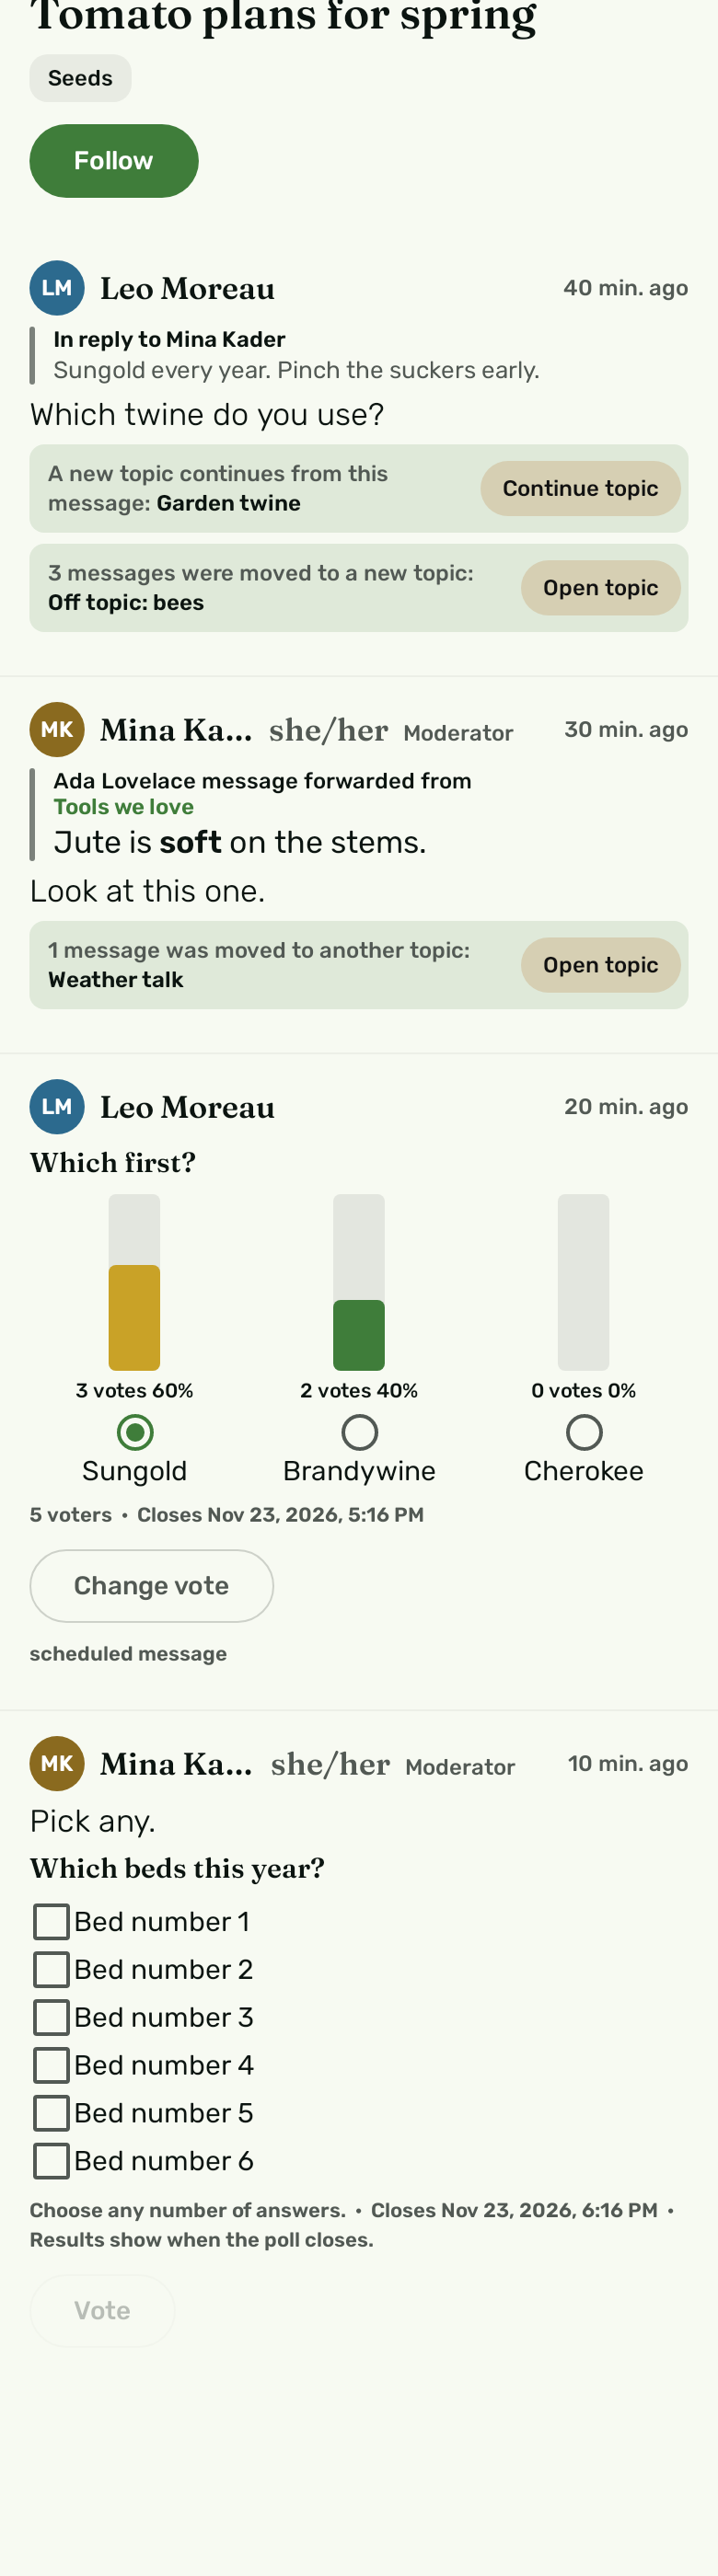 Tomato plans for spring
Seeds
Follow
LM Leo Moreau 40 min. ago
In reply to Mina Kader
Sungold every year. Pinch the suckers early.
Which twine do you use?
A new topic continues from this
message: Garden twine
Continue topic
3 messages were moved to a new topic:
Off topic: bees
Open topic
MK Mina Ka... she/her Moderator 30 min. ago
Ada Lovelace message forwarded from
Tools we love
Jute is soft on the stems.
Look at this one.
1 message was moved to another topic:
Weather talk
Open topic
LM Leo Moreau 20 min. ago
Which first?
3 votes 60% 2 votes 40% 0 votes 0%
Sungold Brandywine Cherokee
5 voters • Closes Nov 23, 2026, 5:16 PM
Change vote
scheduled message
MK Mina Ka... she/her Moderator 10 min. ago
Pick any.
Which beds this year?
Bed number 1
Bed number 2
Bed number 3
Bed number 4
Bed number 5
Bed number 6
Choose any number of answers. • Closes Nov 23, 2026, 6:16 PM •
Results show when the poll closes.
Vote